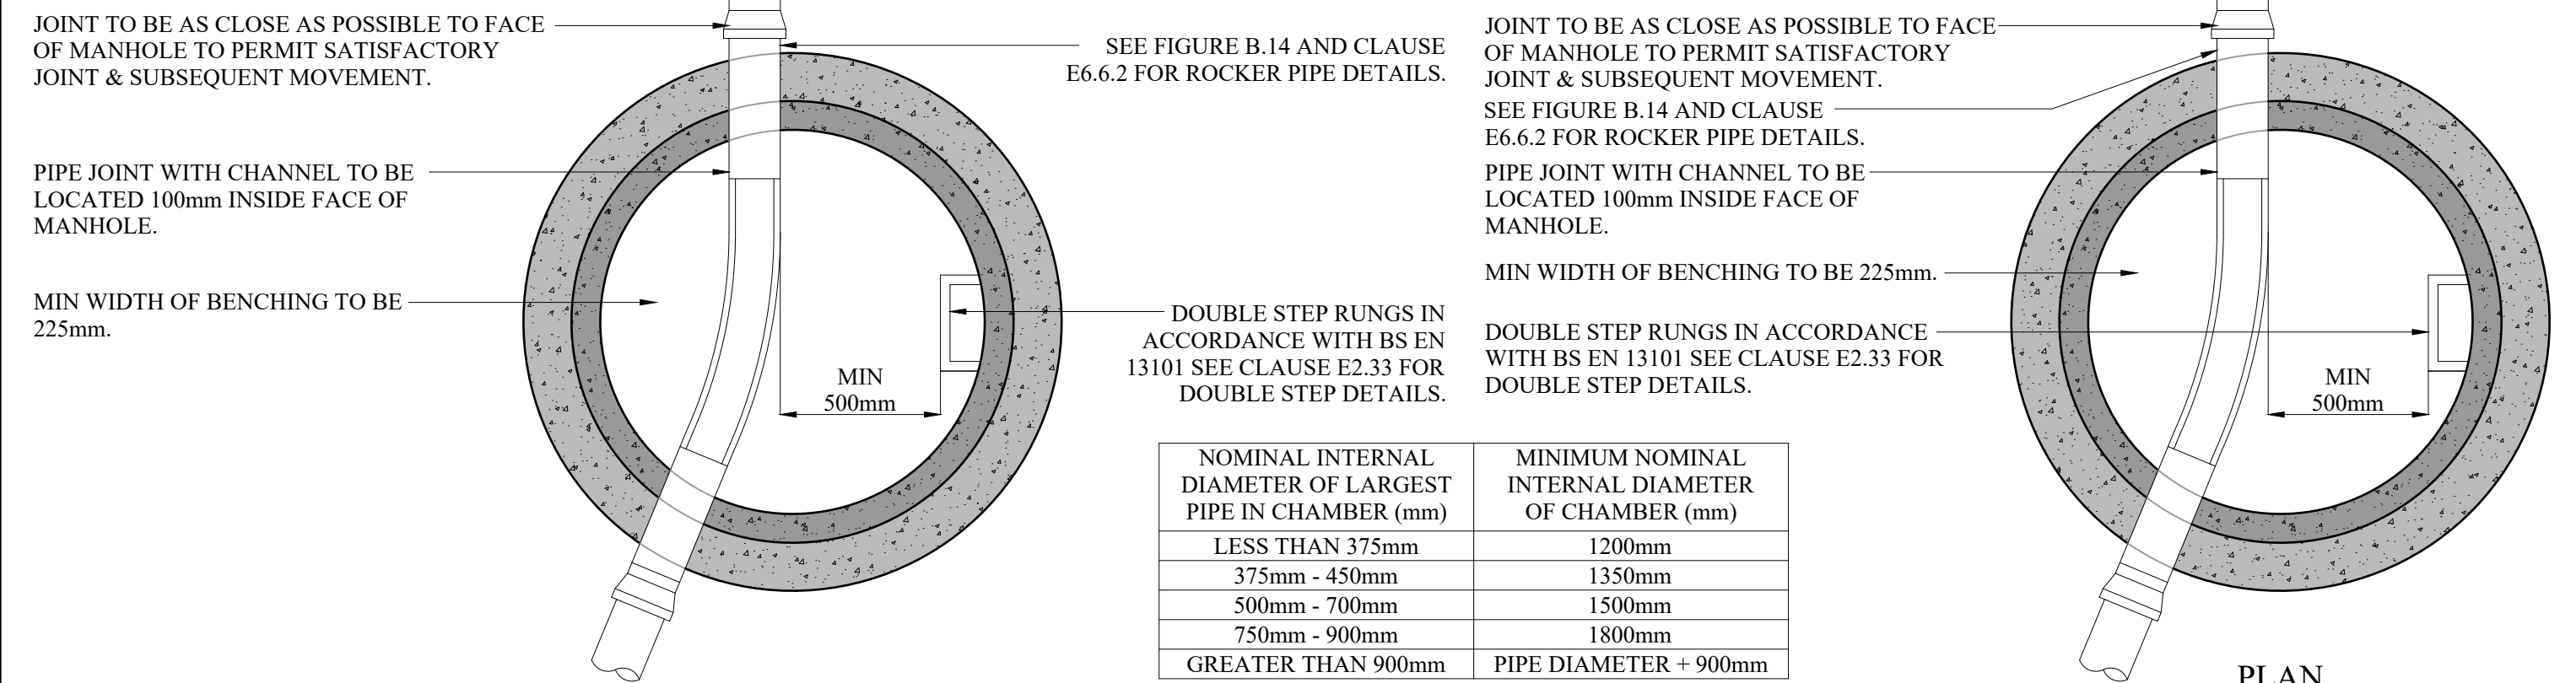 JOINT TO BE AS CLOSE AS POSSIBLE TO FACE
OF MANHOLE TO PERMIT SATISFACTORY
JOINT & SUBSEQUENT MOVEMENT.
SEE FIGURE B.14 AND CLAUSE
E6.6.2 FOR ROCKER PIPE DETAILS.
PIPE JOINT WITH CHANNEL TO BE
LOCATED 100mm INSIDE FACE OF
MANHOLE.
MIN WIDTH OF BENCHING TO BE
225mm.
DOUBLE STEP RUNGS IN
ACCORDANCE WITH BS EN
13101 SEE CLAUSE E2.33 FOR
DOUBLE STEP DETAILS.
MIN
500mm
JOINT TO BE AS CLOSE AS POSSIBLE TO FACE
OF MANHOLE TO PERMIT SATISFACTORY
JOINT & SUBSEQUENT MOVEMENT.
SEE FIGURE B.14 AND CLAUSE
E6.6.2 FOR ROCKER PIPE DETAILS.
PIPE JOINT WITH CHANNEL TO BE
LOCATED 100mm INSIDE FACE OF
MANHOLE.
MIN WIDTH OF BENCHING TO BE 225mm.
DOUBLE STEP RUNGS IN ACCORDANCE
WITH BS EN 13101 SEE CLAUSE E2.33 FOR
DOUBLE STEP DETAILS.
MIN
500mm
NOMINAL INTERNAL
DIAMETER OF LARGEST
PIPE IN CHAMBER (mm)
MINIMUM NOMINAL
INTERNAL DIAMETER
OF CHAMBER (mm)
LESS THAN 375mm 1200mm
375mm - 450mm 1350mm
500mm - 700mm 1500mm
750mm - 900mm 1800mm
GREATER THAN 900mm PIPE DIAMETER + 900mm
PLAN